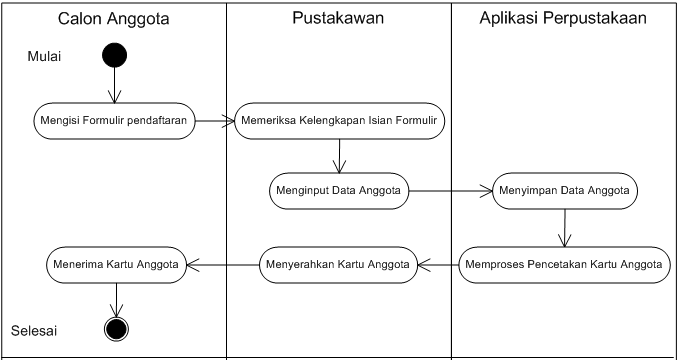 Calon Anggota
Pustakawan
Aplikasi Perpustakaan
Mulai
Mengisi Formulir pendaftaran
Memeriksa Kelengkapan Isian Formulir
Menginput Data Anggota
Menyimpan Data Anggota
Memproses Pencetakan Kartu Anggota
Menyerahkan Kartu Anggota
Menerima Kartu Anggota
Selesai